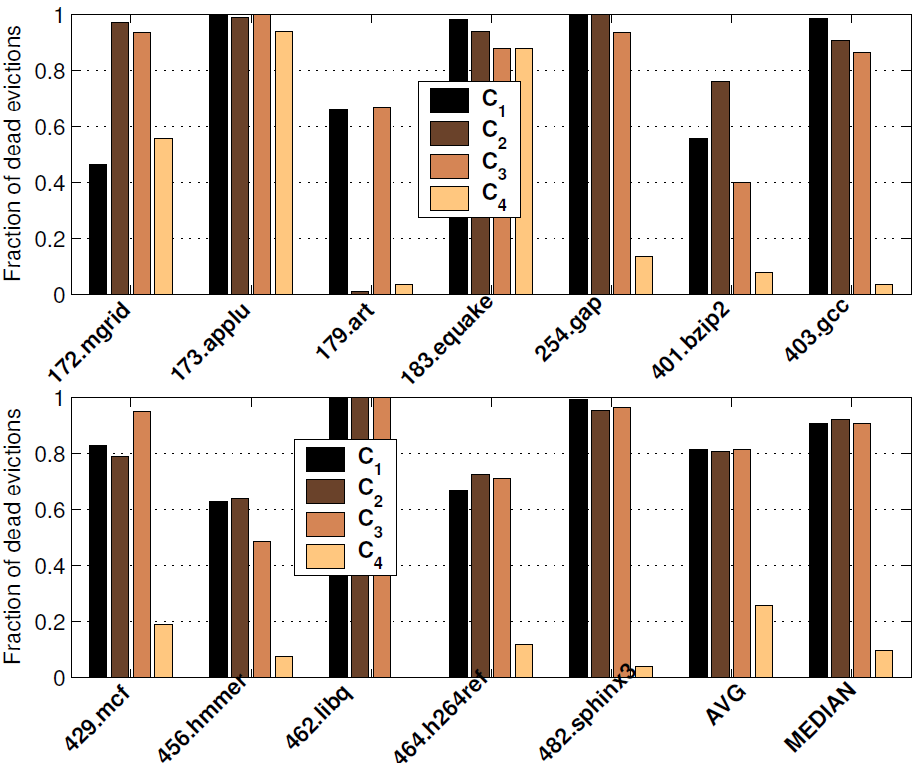 Fraction of dead evictions
1
0.8
0.6
0.4
0.2
0
C1
C2
C3
C4
172.mgrid
173.applu
179.art
183.equake
254.gap
401.bzip2
403.gcc
Fraction of dead evictions
1
0.8
0.6
0.4
0.2
0
C1
C2
C3
C4
429.mcf
456.hmmer
462.libq
464.h264ref
482.sphinx3
AVG
MEDIAN